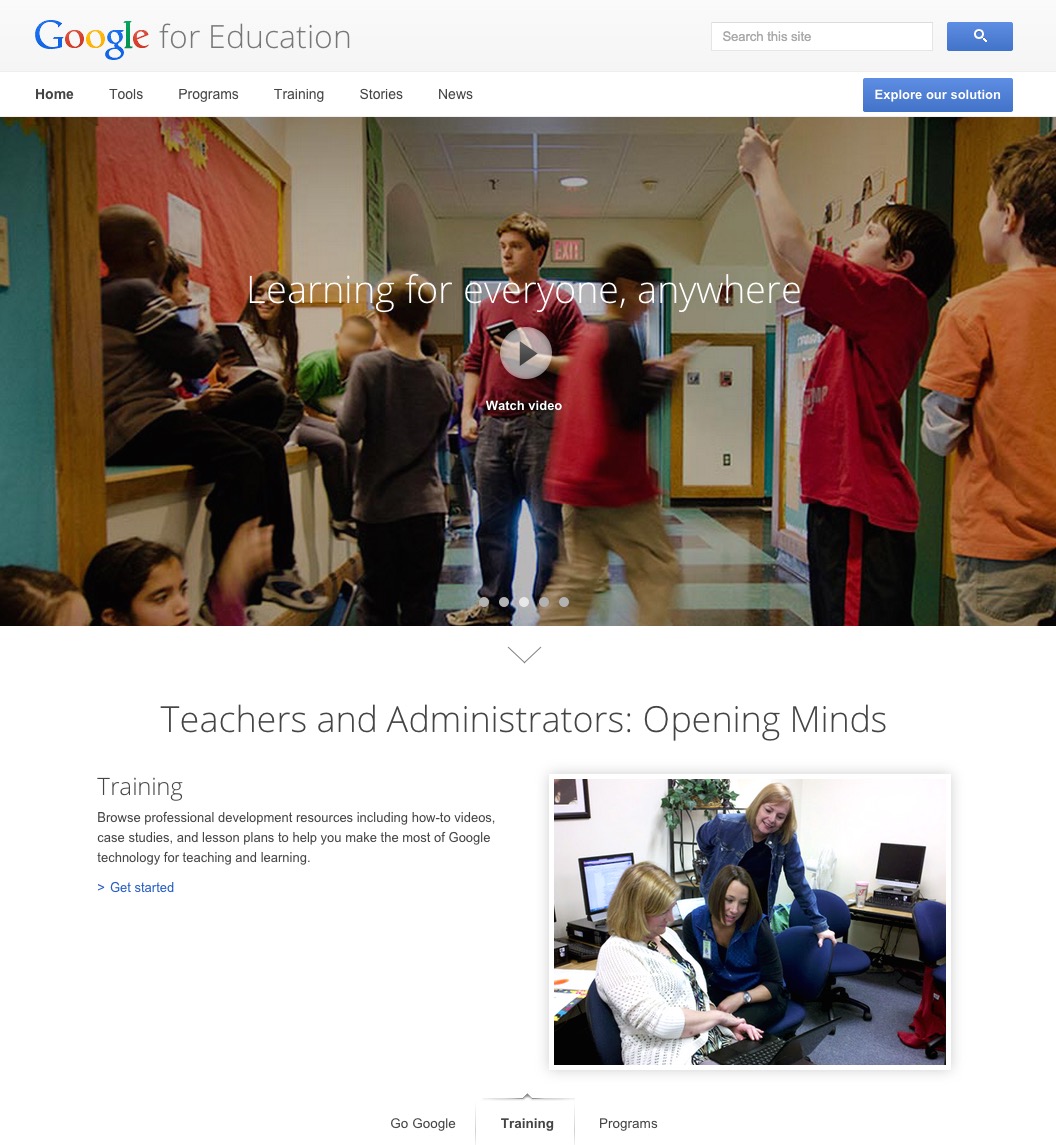 Google for Education
Search this site
Home Tools Programs Training Stories News
Explore our solution
EXIT
Learning for everyone, anywhere
Watch video
Teachers and Administrators: Opening Minds
Training
Browse professional development resources including how-to videos,
case studies, and lesson plans to help you make the most of Google
technology for teaching and learning.
> Get started
Go Google Training Programs